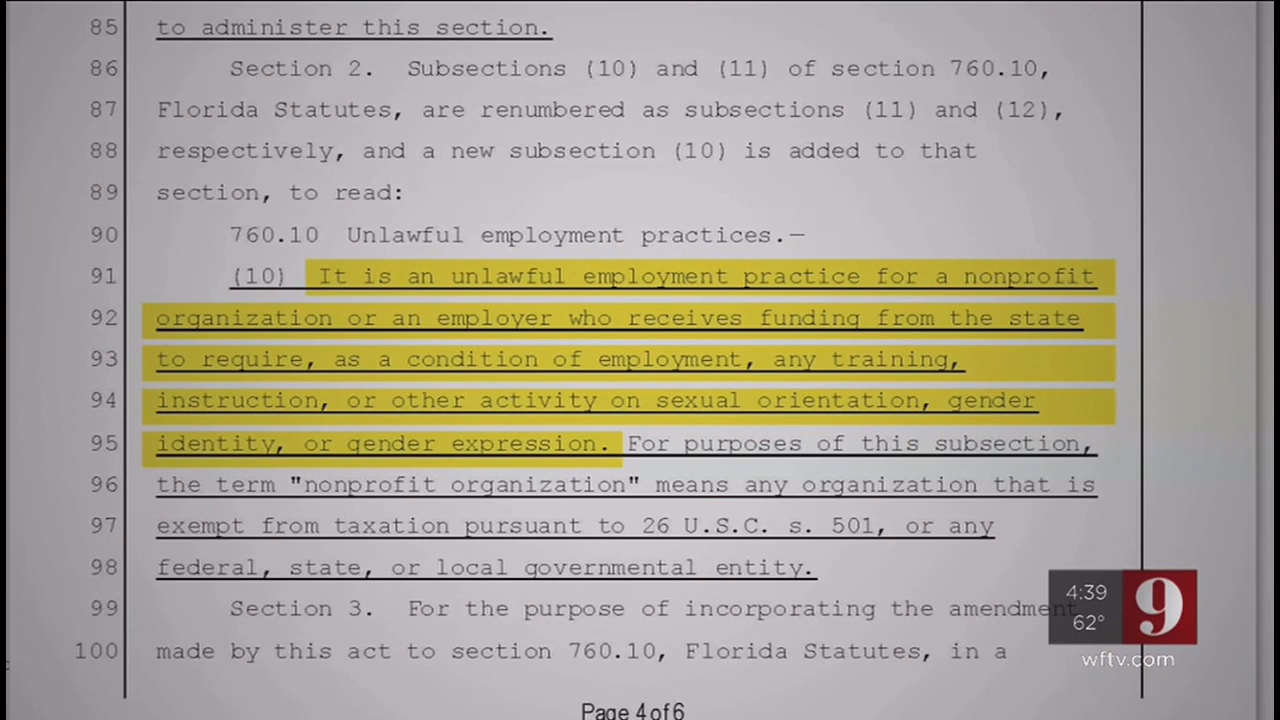 85 to administer this section.
86 Section 2. Subsections (10) and (11) of section 760.10,
87 Florida Statutes, are renumbered as subsections (11) and (12),
88 respectively, and a new subsection (10) is added to that
89 section, to read:
90 760.10 Unlawful employment practices.—
91 (10) It is an unlawful employment practice for a nonprofit
92 organization or an employer who receives funding from the state
93 to require, as a condition of employment, any training,
94 instruction, or other activity on sexual orientation, gender
95 identity, or gender expression. For purposes of this subsection,
96 the term "nonprofit organization" means any organization that is
97 exempt from taxation pursuant to 26 U.S.C. s. 501, or any
98 federal, state, or local governmental entity.
99 Section 3. For the purpose of incorporating the amendment
100 made by this act to section 760.10, Florida Statutes, in a
Page 4 of 6
4:39
62°
9
wftv.com